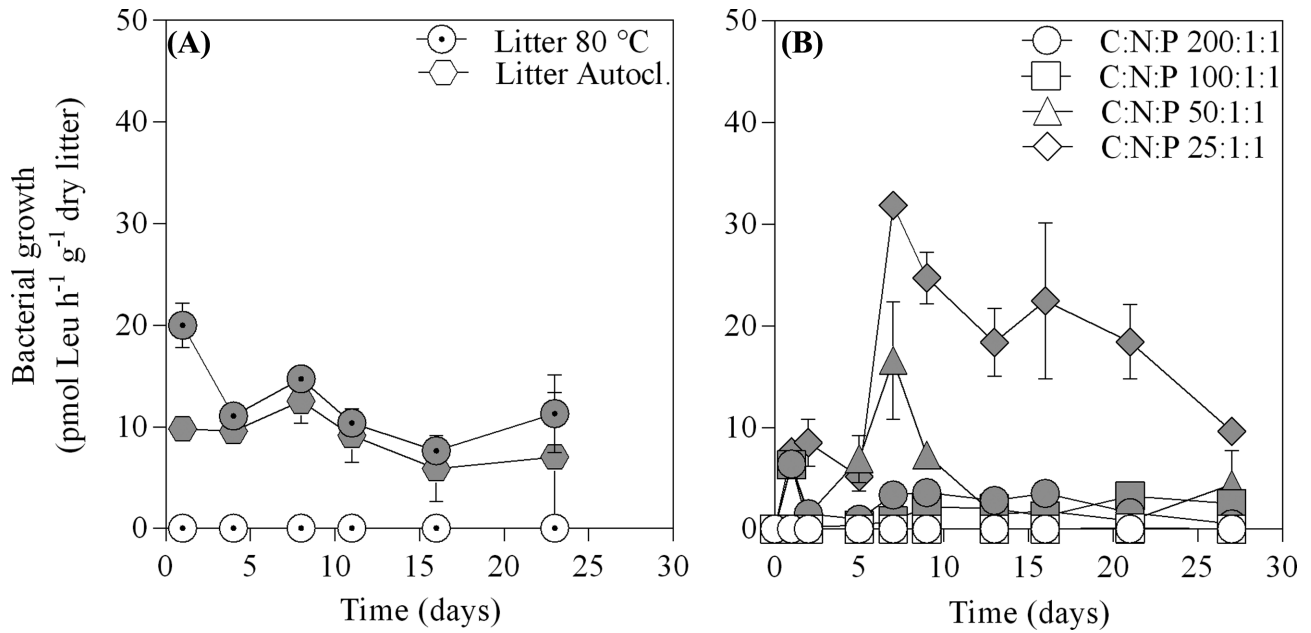 (A)
Litter 80 °C
Litter Autocl.
50
40
30
20
10
0
0 5 10 15 20 25 30
Time (days)
Bacterial growth
(pmol Leu h⁻¹ g⁻¹ dry litter)
(B)
C:N:P 200:1:1
C:N:P 100:1:1
C:N:P 50:1:1
C:N:P 25:1:1
50
40
30
20
10
0
0 5 10 15 20 25 30
Time (days)